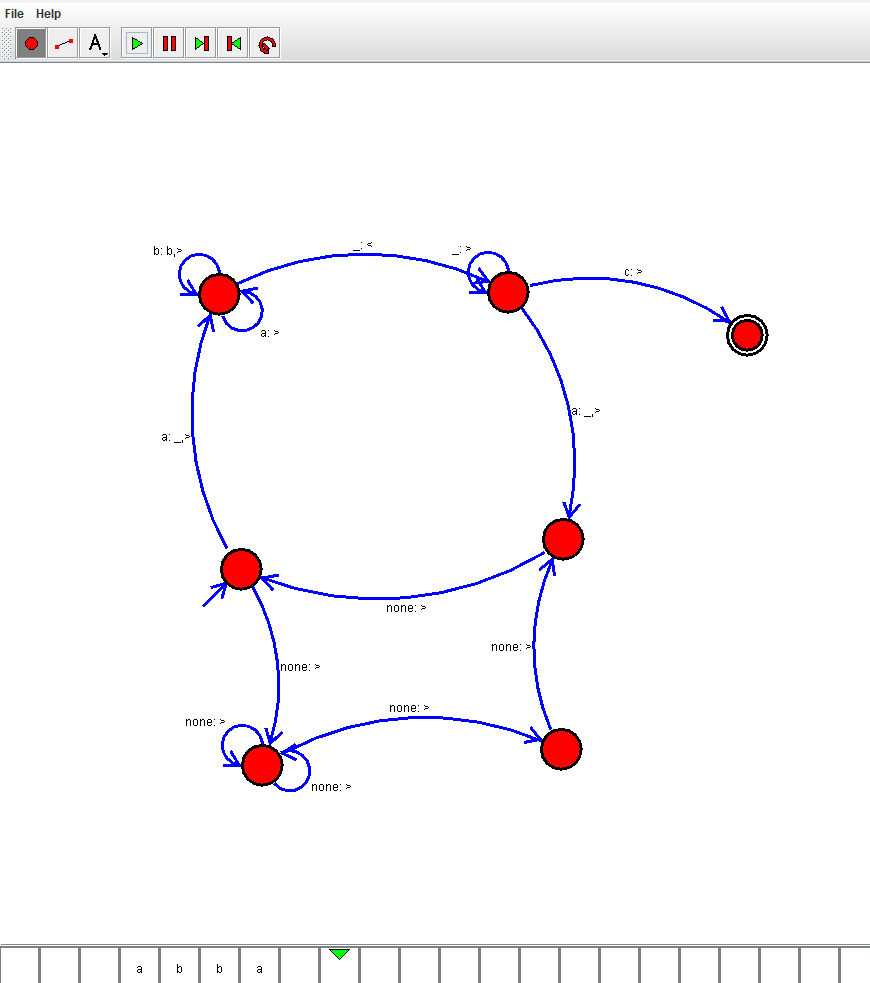 File Help
A
b: b,>
_: <
_: >
c: >
a: >
a: _,>
a: _,>
none: >
none: >
none: >
none: >
none: >
none: >
a b b a